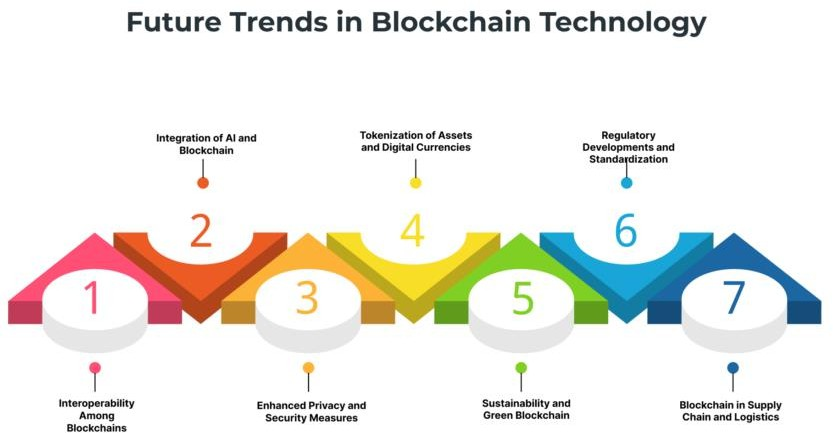 Future Trends in Blockchain Technology
Integration of AI and
Blockchain
Tokenization of Assets
and Digital Currencies
Regulatory
Developments and
Standardization
2
4
6
1
3
5
7
Interoperability
Among
Blockchains
Enhanced Privacy and
Security Measures
Sustainability and
Green Blockchain
Blockchain in Supply
Chain and Logistics